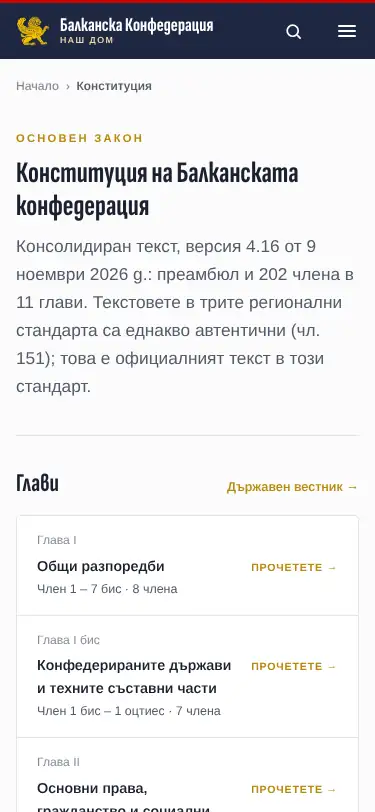 Балканска Конфедерация
НАШ ДОМ
Начало › Конституция
ОСНОВЕН ЗАКОН
Конституция на Балканската
конфедерация
Консолидиран текст, версия 4.16 от 9
ноември 2026 g.: преамбюл и 202 члена в
11 глави. Текстовете в трите регионални
стандарта са еднакво автентични (чл.
151); това е официалният текст в този
стандарт.
Глави
Държавен вестник →
Глава I
Общи разпоредби
ПРОЧЕТЕТЕ →
Член 1 – 7 бис · 8 члена
Глава I бис
Конфедерираните държави
и техните съставни части
ПРОЧЕТЕТЕ →
Член 1 бис – 1 оцтиес · 7 члена
Глава II
Основни права,
ПРОЧЕТЕТЕ →
гражданство и социални